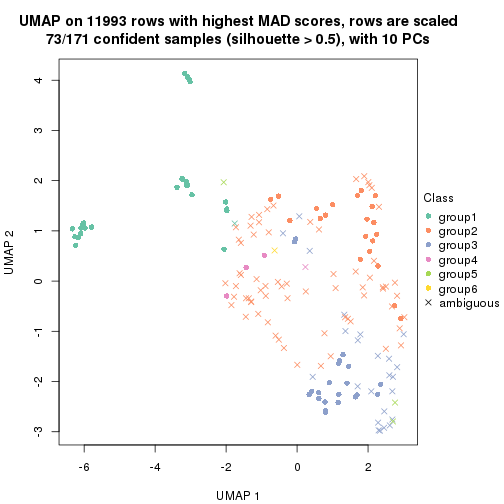 UMAP on 11993 rows with highest MAD scores, rows are scaled
73/171 confident samples (silhouette > 0.5), with 10 PCs
4
3
2
1
0
-1
-2
-3
UMAP 2
-6
-4
-2
0
2
UMAP 1
Class
group1
group2
group3
group4
group5
group6
ambiguous